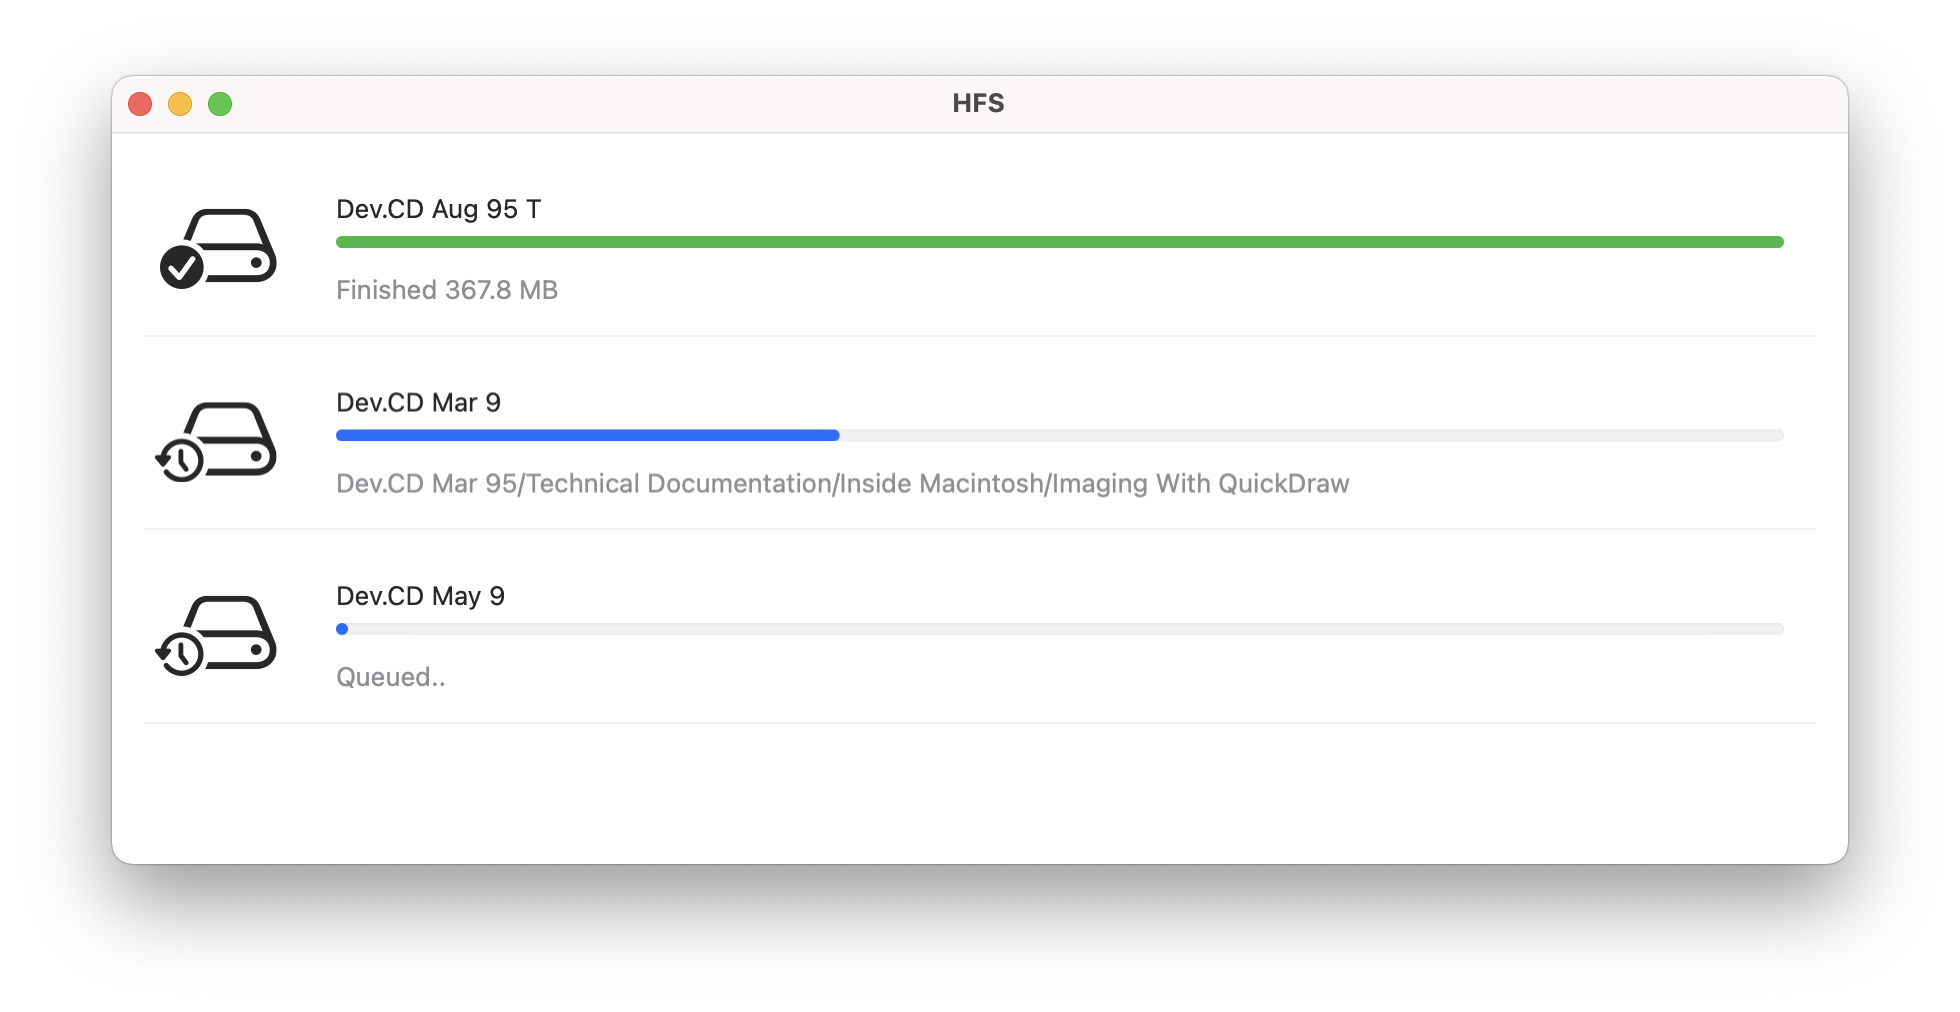 HFS
Dev.CD Aug 95 T
Finished 367.8 MB
Dev.CD Mar 9
Dev.CD Mar 95/Technical Documentation/Inside Macintosh/Imaging With QuickDraw
Dev.CD May 9
Queued..